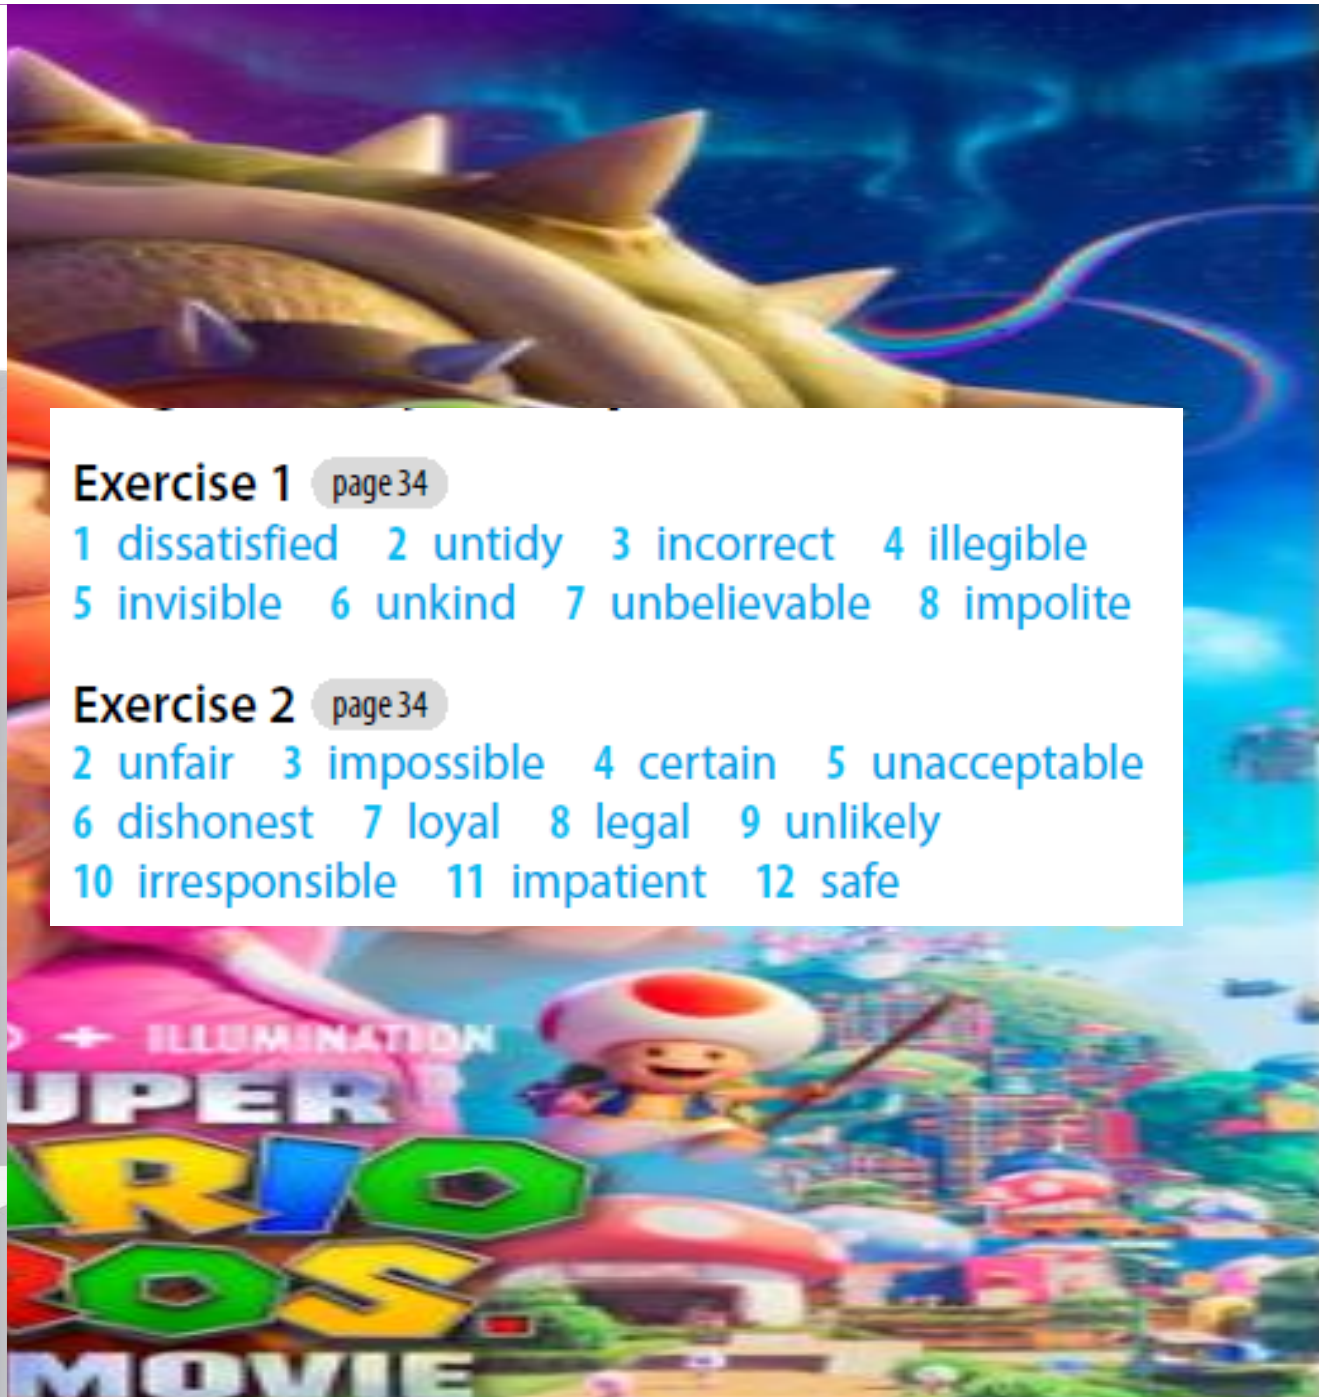 Exercise 1 page 34
1 dissatisfied 2 untidy 3 incorrect 4 illegible
5 invisible 6 unkind 7 unbelievable 8 impolite
Exercise 2 page 34
2 unfair 3 impossible 4 certain 5 unacceptable
6 dishonest 7 loyal 8 legal 9 unlikely
10 irresponsible 11 impatient 12 safe
+ ILLUMINATION
UPER
RIO
OS.
MOVIE